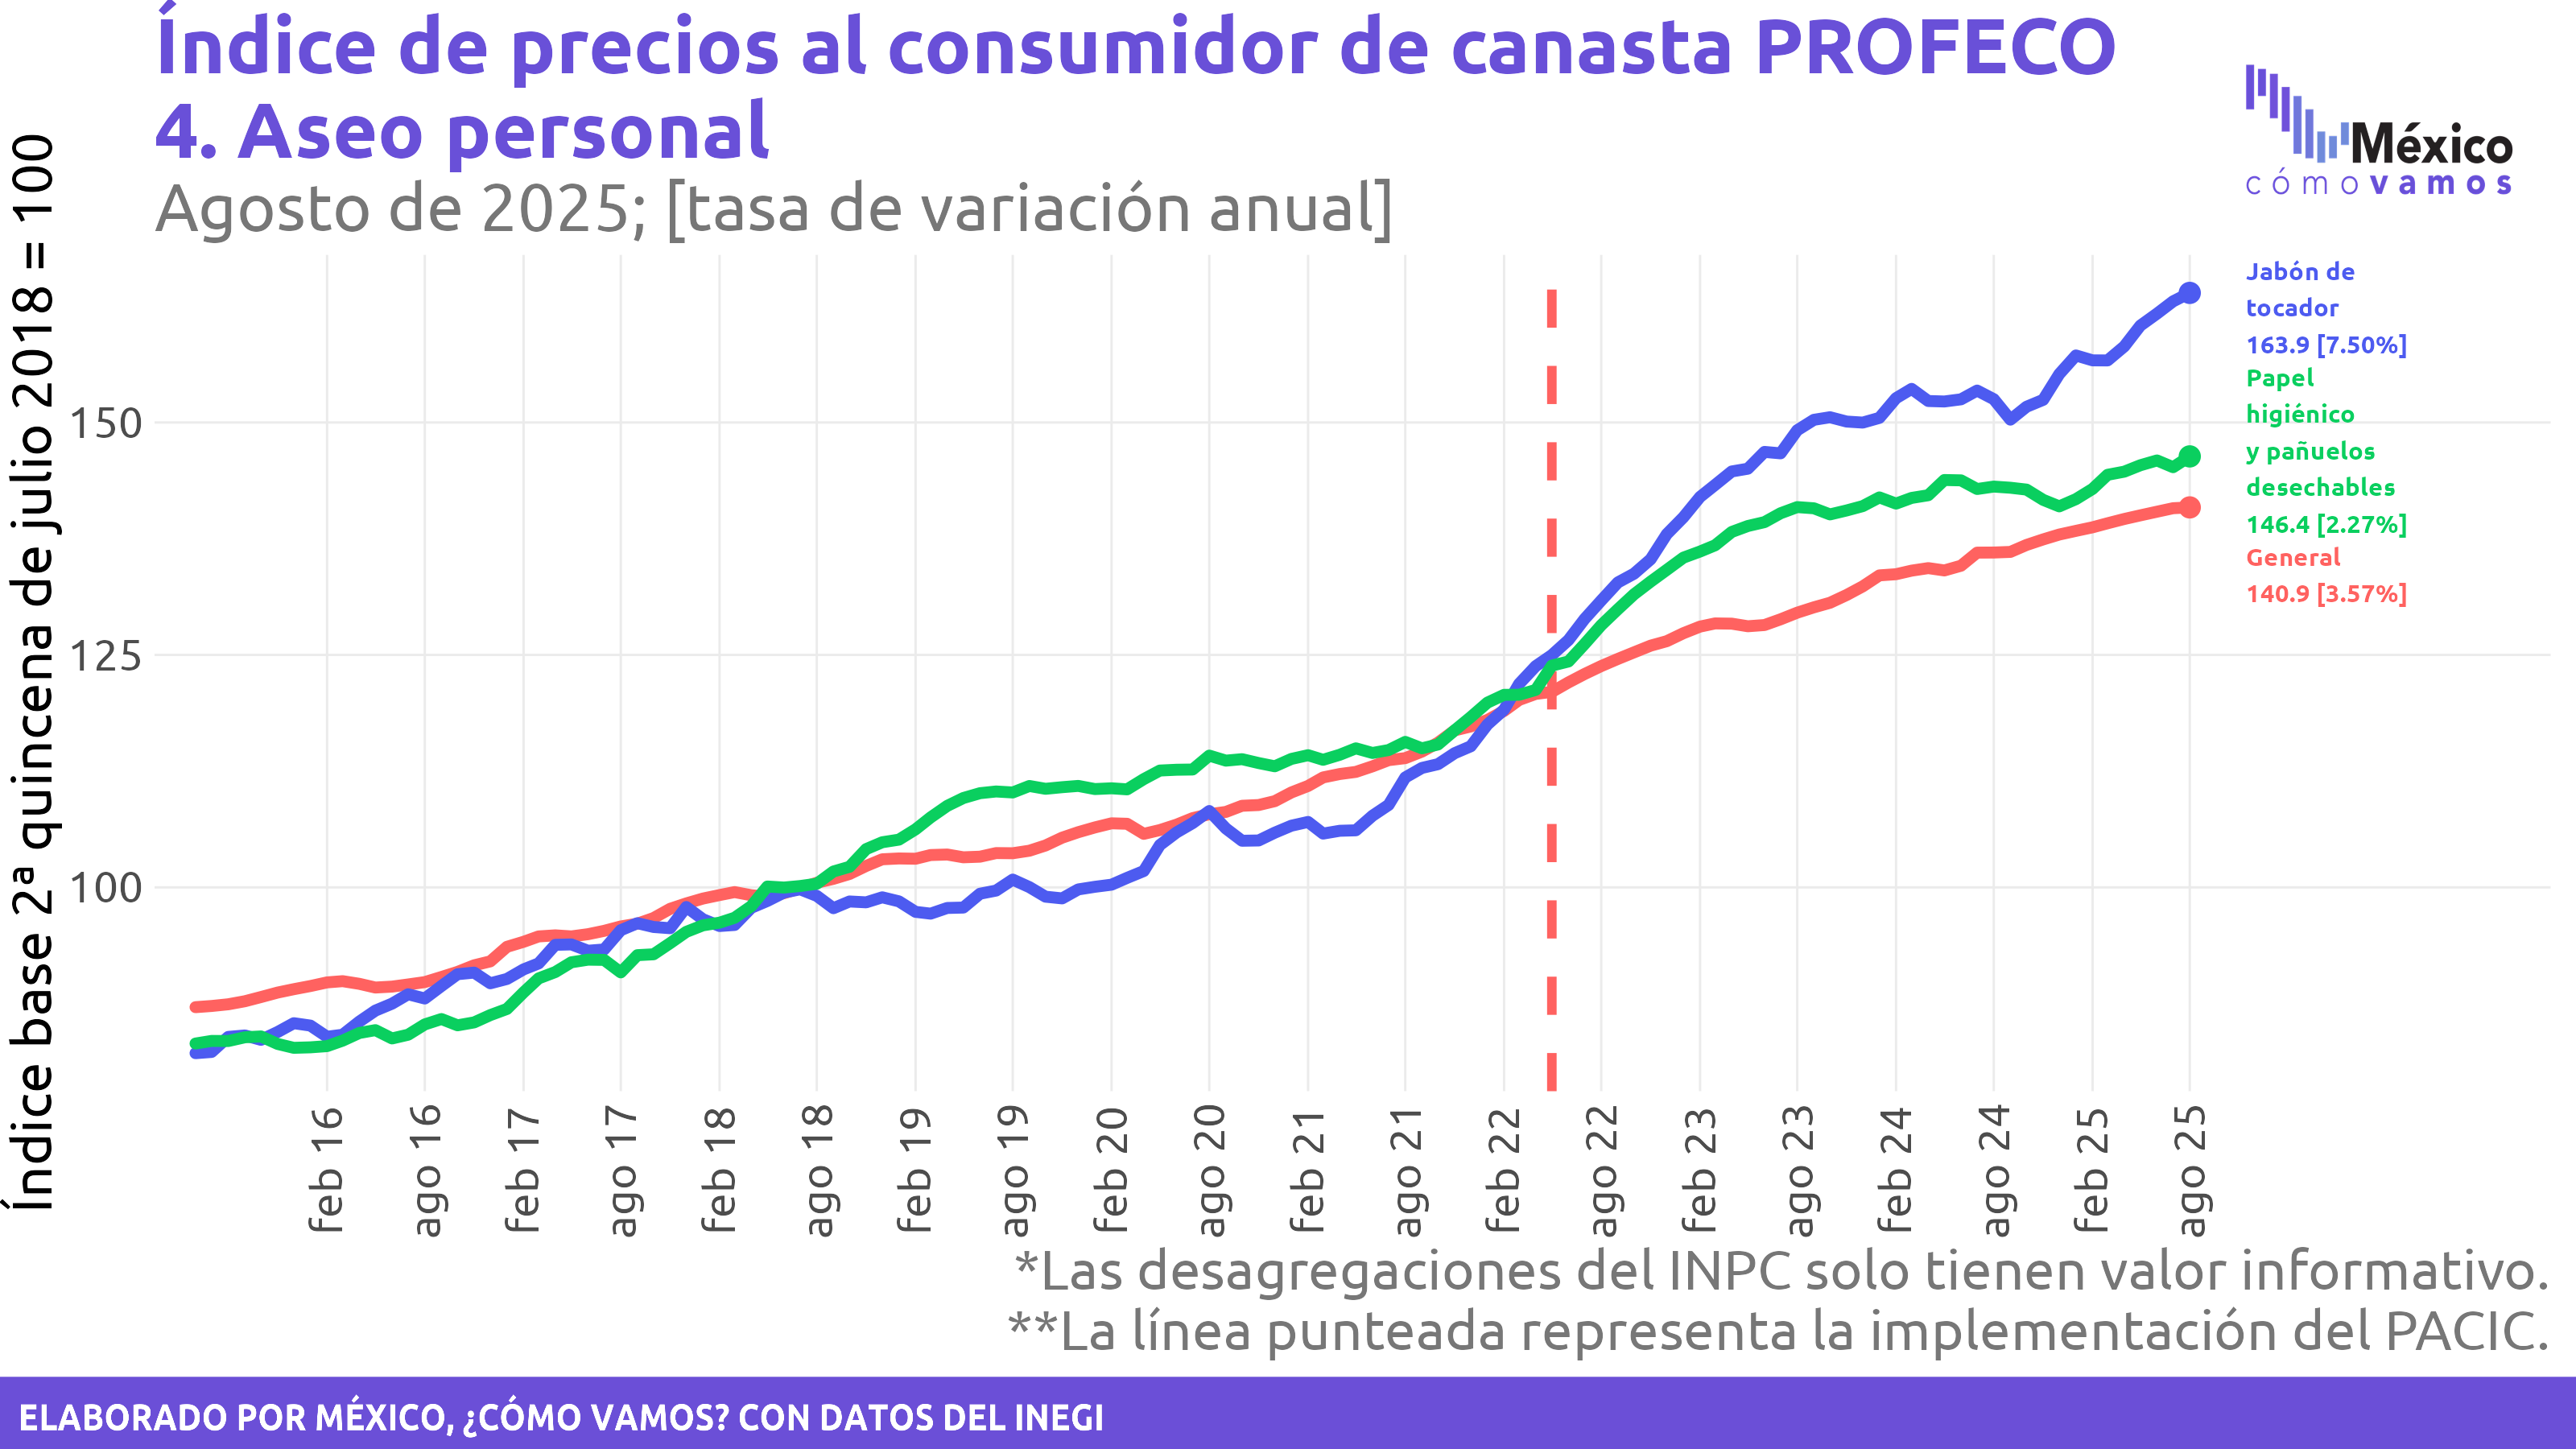 Índice de precios al consumidor de canasta PROFECO
4. Aseo personal
Agosto de 2025; [tasa de variación anual]
México
cómovamos
Índice base 2ª quincena de julio 2018 = 100
150
125
100
Jabón de
tocador
163.9 [7.50%]
Papel
higiénico
y pañuelos
desechables
146.4 [2.27%]
General
140.9 [3.57%]
feb 16
ago 16
feb 17
ago 17
feb 18
ago 18
feb 19
ago 19
feb 20
ago 20
feb 21
ago 21
feb 22
ago 22
feb 23
ago 23
feb 24
ago 24
feb 25
ago 25
*Las desagregaciones del INPC solo tienen valor informativo.
**La línea punteada representa la implementación del PACIC.
ELABORADO POR MÉXICO, ¿CÓMO VAMOS? CON DATOS DEL INEGI